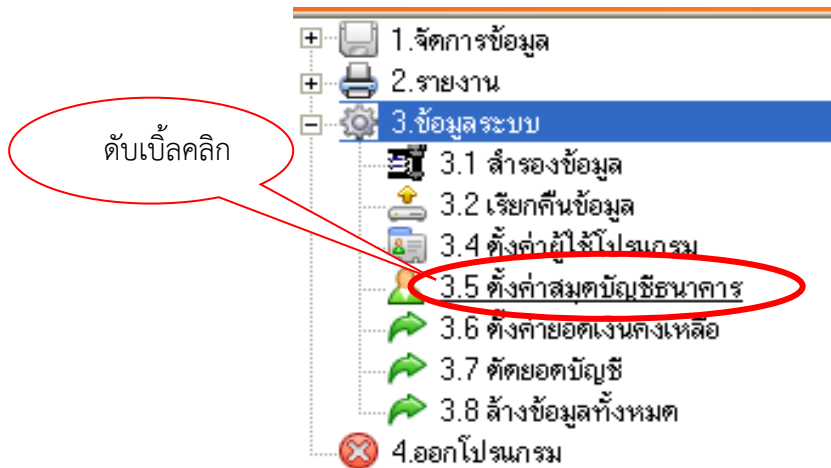 1.จัดการข้อมูล
2.รายงาน
3.ข้อมูลระบบ
ดับเบิ้ลคลิก
3.1 สำรองข้อมูล
3.2 เรียกคืนข้อมูล
3.4 ตั้งค่าผู้ใช้โปรแกรม
3.5 ตั้งค่าสมุดบัญชีธนาคาร
3.6 ตั้งค่ายอดเงินคงเหลือ
3.7 ตัดยอดบัญชี
3.8 ล้างข้อมูลทั้งหมด
4.ออกโปรแกรม